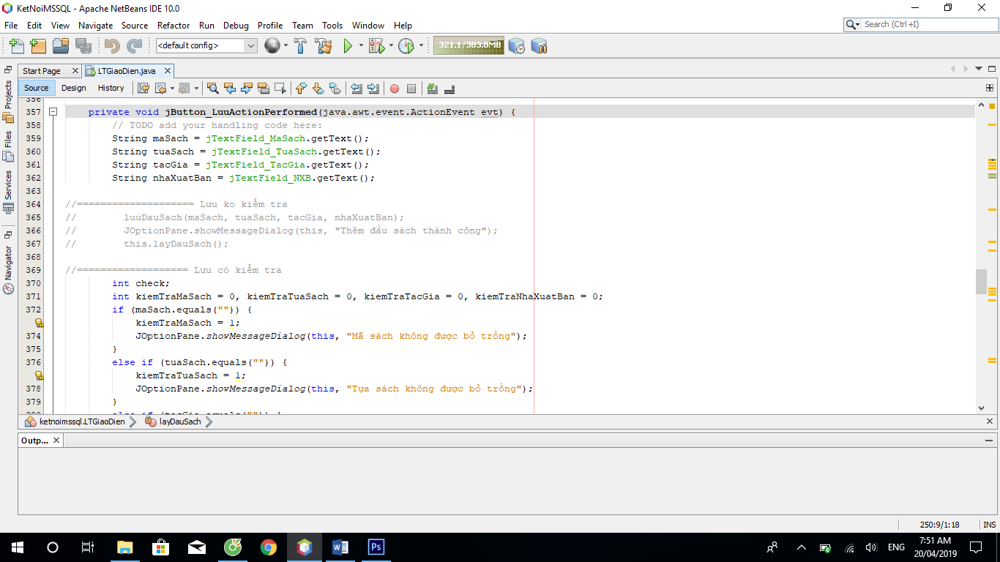 KetNoiMSSQL - Apache NetBeans IDE 10.0
File Edit View Navigate Source Refactor Run Debug Profile Team Tools Window Help
Search (Ctrl+I)
<default config>
321.1/383.0MB
Start Page
LTGiaoDien.java
Source Design History
Projects
Files
Services
Navigator
356
357 private void jButton_LuuActionPerformed(java.awt.event.ActionEvent evt) {
358 // TODO add your handling code here:
359 String maSach = jTextField_MaSach.getText();
360 String tuaSach = jTextField_TuaSach.getText();
361 String tacGia = jTextField_TacGia.getText();
362 String nhaXuatBan = jTextField_NXB.getText();
363
364 //==================== Lưu ko kiểm tra
365 // luuDauSach(maSach, tuaSach, tacGia, nhaXuatBan);
366 // JOptionPane.showMessageDialog(this, "Thêm đầu sách thành công");
367 // this.layDauSach();
368
369 //=================== Lưu có kiểm tra
370 int check;
371 int kiemTraMaSach = 0, kiemTraTuaSach = 0, kiemTraTacGia = 0, kiemTraNhaXuatBan = 0;
372 if (maSach.equals("")) {
kiemTraMaSach = 1;
374 JOptionPane.showMessageDialog(this, "Mã sách không được bỏ trống");
375 }
376 else if (tuaSach.equals("")) {
kiemTraTuaSach = 1;
378 JOptionPane.showMessageDialog(this, "Tựa sách không được bỏ trống");
379 }
380 else if (tacGia.equals("")) {
ketnoimssql.LTGiaoDien
layDauSach
Outp...
250:9/1:18 INS
W
Ps
ENG
7:51 AM
20/04/2019